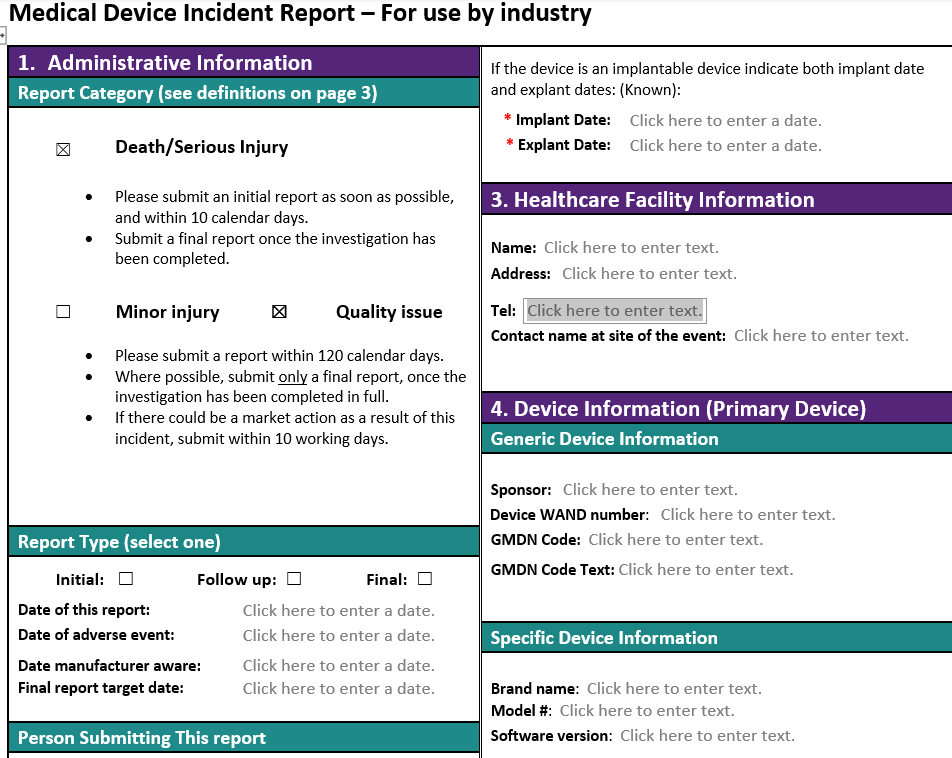 Medical Device Incident Report – For use by industry
1. Administrative Information
Report Category (see definitions on page 3)
☒ Death/Serious Injury
• Please submit an initial report as soon as possible,
and within 10 calendar days.
• Submit a final report once the investigation has
been completed.
☐ Minor injury ☒ Quality issue
• Please submit a report within 120 calendar days.
• Where possible, submit only a final report, once the
investigation has been completed in full.
• If there could be a market action as a result of this
incident, submit within 10 working days.
Report Type (select one)
Initial: ☐ Follow up: ☐ Final: ☐
Date of this report: Click here to enter a date.
Date of adverse event: Click here to enter a date.
Date manufacturer aware: Click here to enter a date.
Final report target date: Click here to enter a date.
Person Submitting This report
If the device is an implantable device indicate both implant date
and explant dates: (Known):
* Implant Date: Click here to enter a date.
* Explant Date: Click here to enter a date.
3. Healthcare Facility Information
Name: Click here to enter text.
Address: Click here to enter text.
Tel: Click here to enter text.
Contact name at site of the event: Click here to enter text.
4. Device Information (Primary Device)
Generic Device Information
Sponsor: Click here to enter text.
Device WAND number: Click here to enter text.
GMDN Code: Click here to enter text.
GMDN Code Text: Click here to enter text.
Specific Device Information
Brand name: Click here to enter text.
Model #: Click here to enter text.
Software version: Click here to enter text.